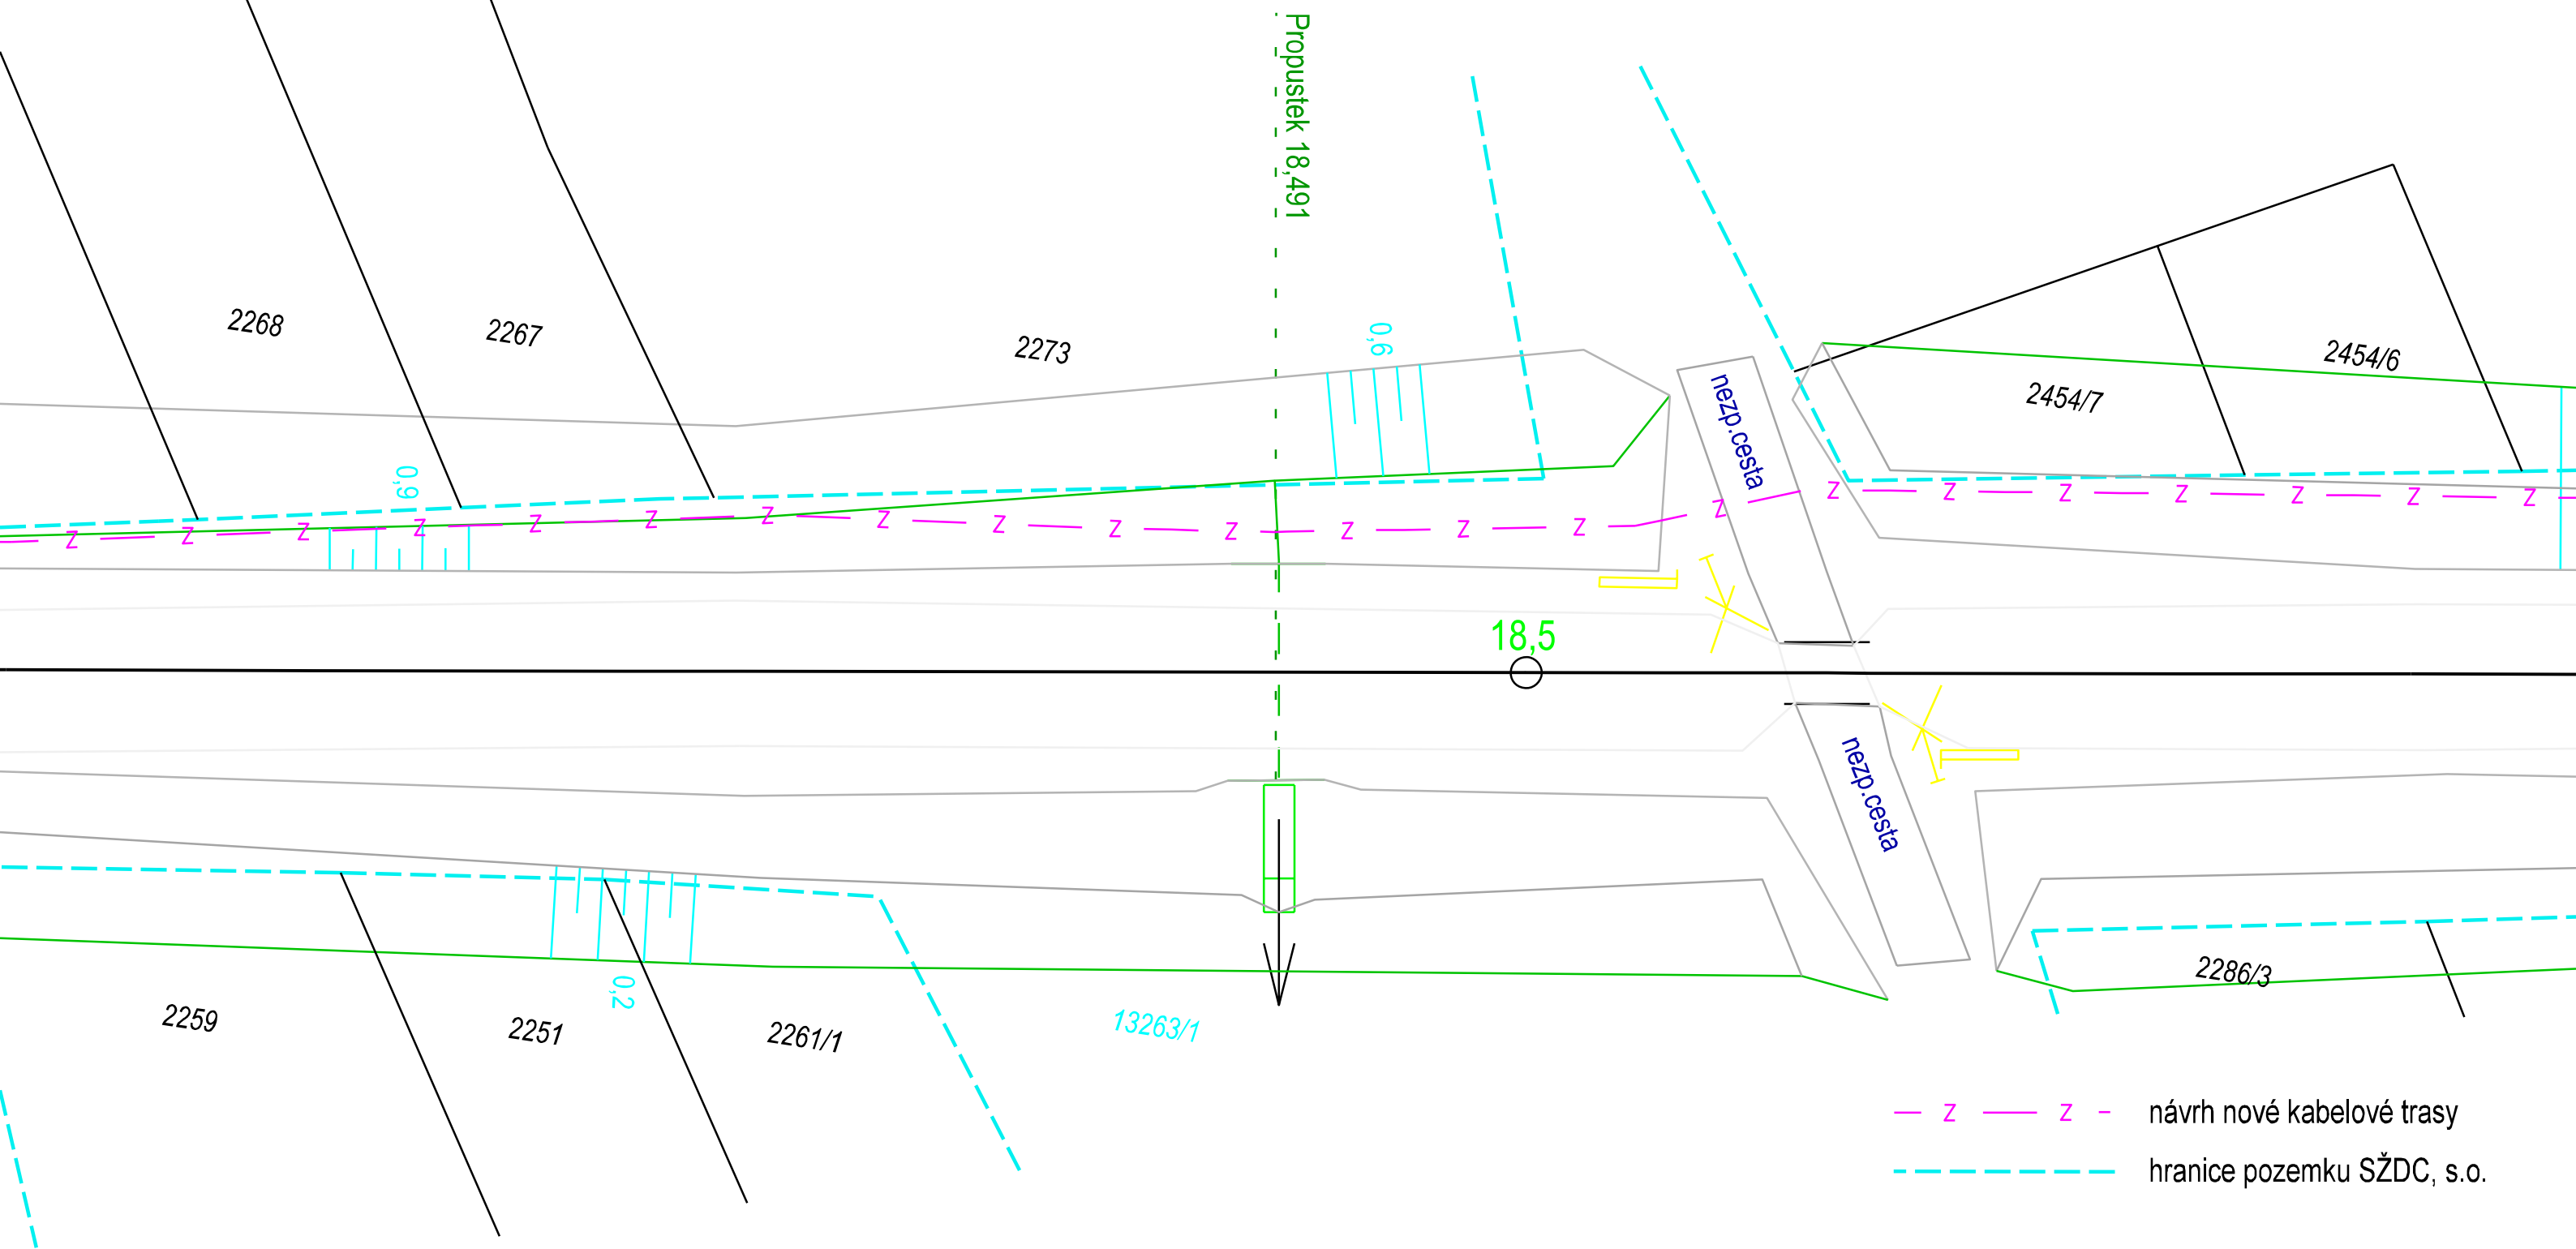 Propustek 18,491
2268
2267
2273
0,6
nezp.cesta
2454/7
2454/6
0,9
Z Z Z Z Z Z Z Z Z Z Z Z Z Z Z Z Z Z Z Z Z Z
18,5
nezp.cesta
2259
2251
0,2
2261/1
13263/1
2286/3
Z Z návrh nové kabelové trasy
hranice pozemku SŽDC, s.o.